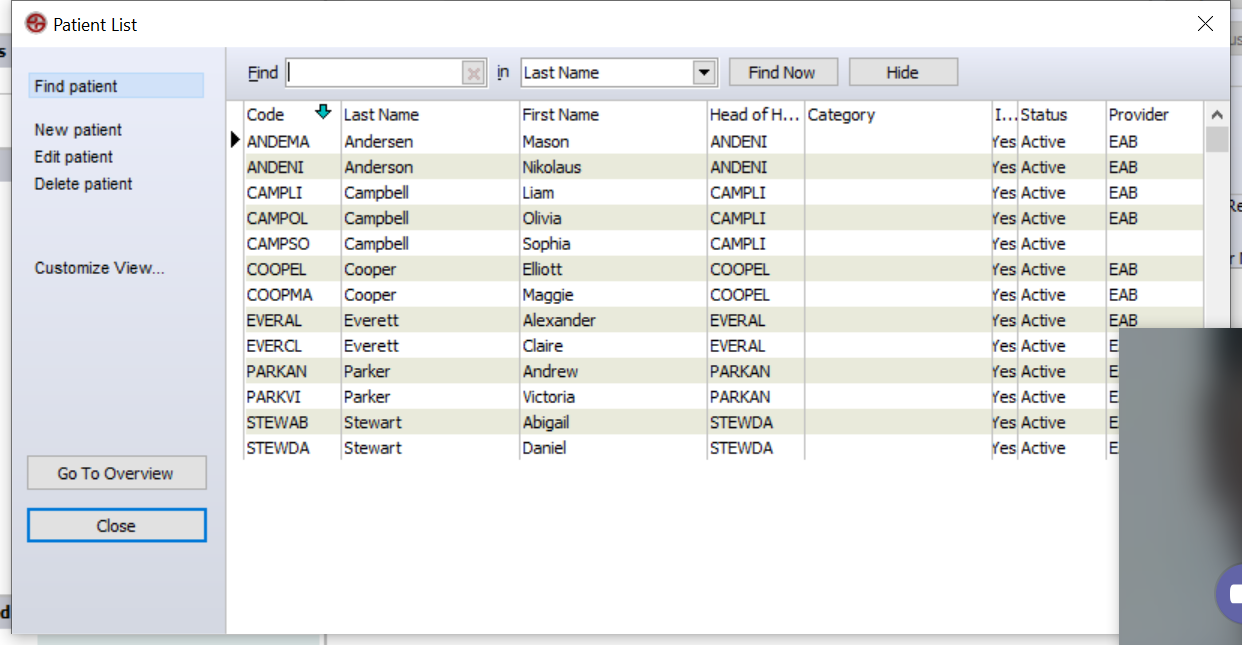 Patient List
Find patient
New patient
Edit patient
Delete patient
Customize View...
Go To Overview
Close
Find in Last Name Find Now Hide
Code Last Name First Name Head of H... Category I... Status Provider
ANDEMA Andersen Mason ANDENI Yes Active EAB
ANDENI Anderson Nikolaus ANDENI Yes Active EAB
CAMPLI Campbell Liam CAMPLI Yes Active EAB
CAMPOL Campbell Olivia CAMPLI Yes Active EAB
CAMPSO Campbell Sophia CAMPLI Yes Active
COOPEL Cooper Elliott COOPEL Yes Active EAB
COOPMA Cooper Maggie COOPEL Yes Active EAB
EVERAL Everett Alexander EVERAL Yes Active EAB
EVERCL Everett Claire EVERAL Yes Active E
PARKAN Parker Andrew PARKAN Yes Active E
PARKVI Parker Victoria PARKAN Yes Active E
STEWAB Stewart Abigail STEWDA Yes Active E
STEWDA Stewart Daniel STEWDA Yes Active E